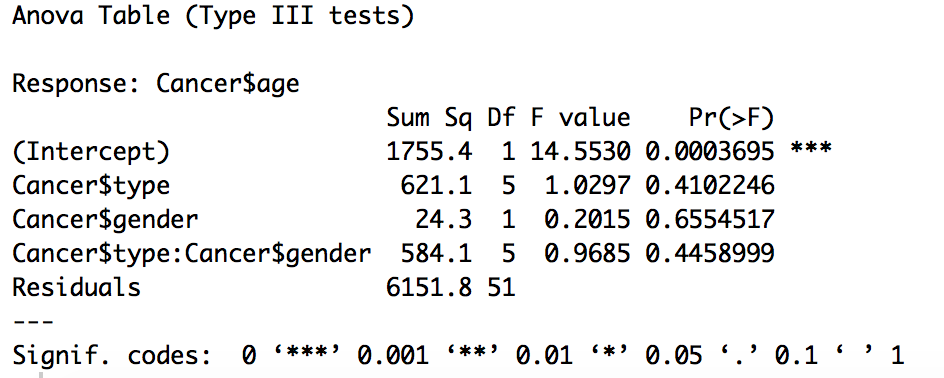 Anova Table (Type III tests)
Response: Cancer$age
Sum Sq Df F value Pr(>F)
(Intercept) 1755.4 1 14.5530 0.0003695 ***
Cancer$type 621.1 5 1.0297 0.4102246
Cancer$gender 24.3 1 0.2015 0.6554517
Cancer$type:Cancer$gender 584.1 5 0.9685 0.4458999
Residuals 6151.8 51
---
Signif. codes: 0 ‘***’ 0.001 ‘**’ 0.01 ‘*’ 0.05 ‘.’ 0.1 ‘ ’ 1